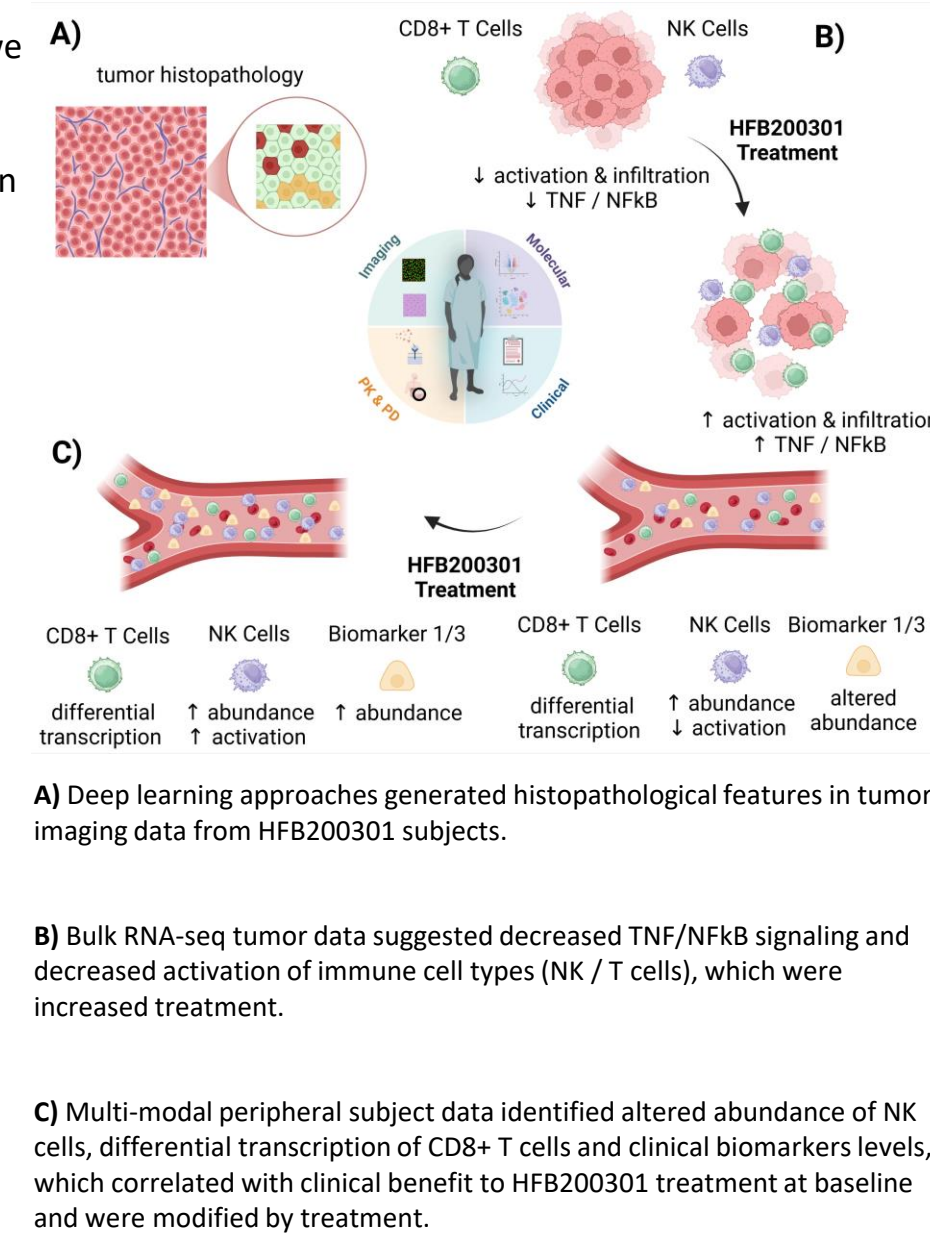 ve
n
A)
tumor histopathology
CD8+ T Cells
NK Cells
B)
HFB200301
Treatment
↓ activation & infiltration
↓ TNF / NFkB
Imaging
Molecular
PK & PD
Clinical
↑ activation & infiltration
↑ TNF / NFkB
C)
HFB200301
Treatment
CD8+ T Cells
NK Cells
Biomarker 1/3
differential
transcription
↑ abundance
↑ activation
↑ abundance
CD8+ T Cells
NK Cells
Biomarker 1/3
differential
transcription
↑ abundance
↓ activation
altered
abundance
A) Deep learning approaches generated histopathological features in tumor
imaging data from HFB200301 subjects.
B) Bulk RNA-seq tumor data suggested decreased TNF/NFkB signaling and
decreased activation of immune cell types (NK / T cells), which were
increased treatment.
C) Multi-modal peripheral subject data identified altered abundance of NK
cells, differential transcription of CD8+ T cells and clinical biomarkers levels,
which correlated with clinical benefit to HFB200301 treatment at baseline
and were modified by treatment.